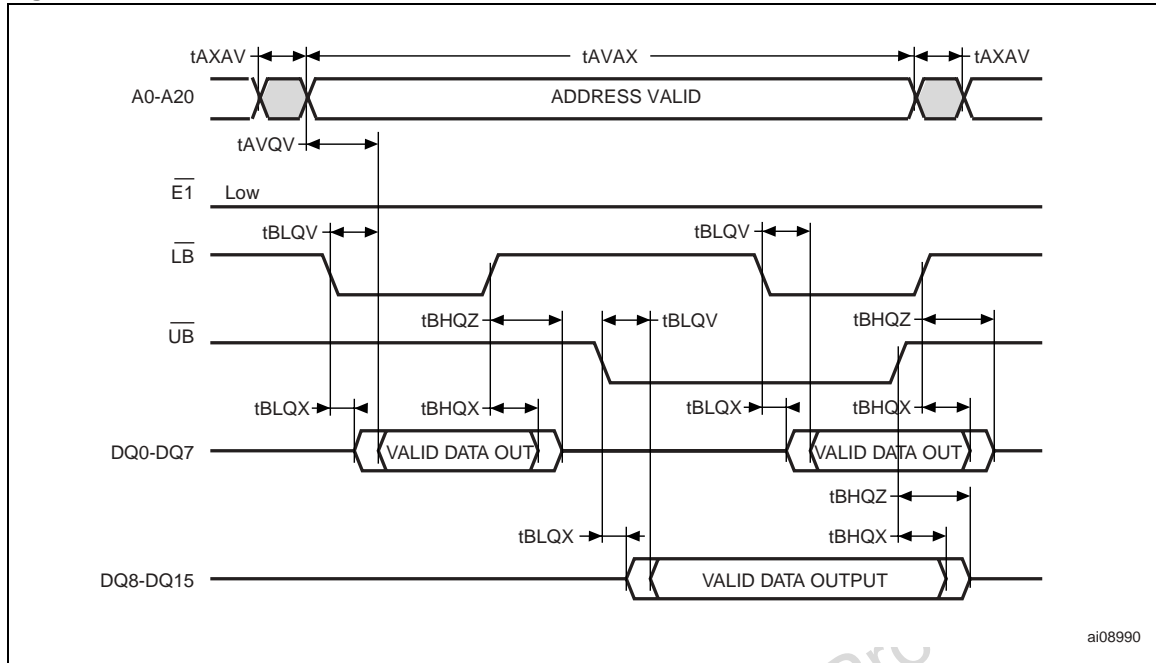 tAXAV tAVAX tAXAV
A0-A20 ADDRESS VALID
tAVQV
E1 Low
tBLQV tBLQV
LB
tBHQZ tBLQV tBHQZ
UB
tBLQX tBHQX tBLQX tBHQX
DQ0-DQ7 VALID DATA OUT VALID DATA OUT
tBHQZ
tBLQX tBHQX
DQ8-DQ15 VALID DATA OUTPUT
ai08990